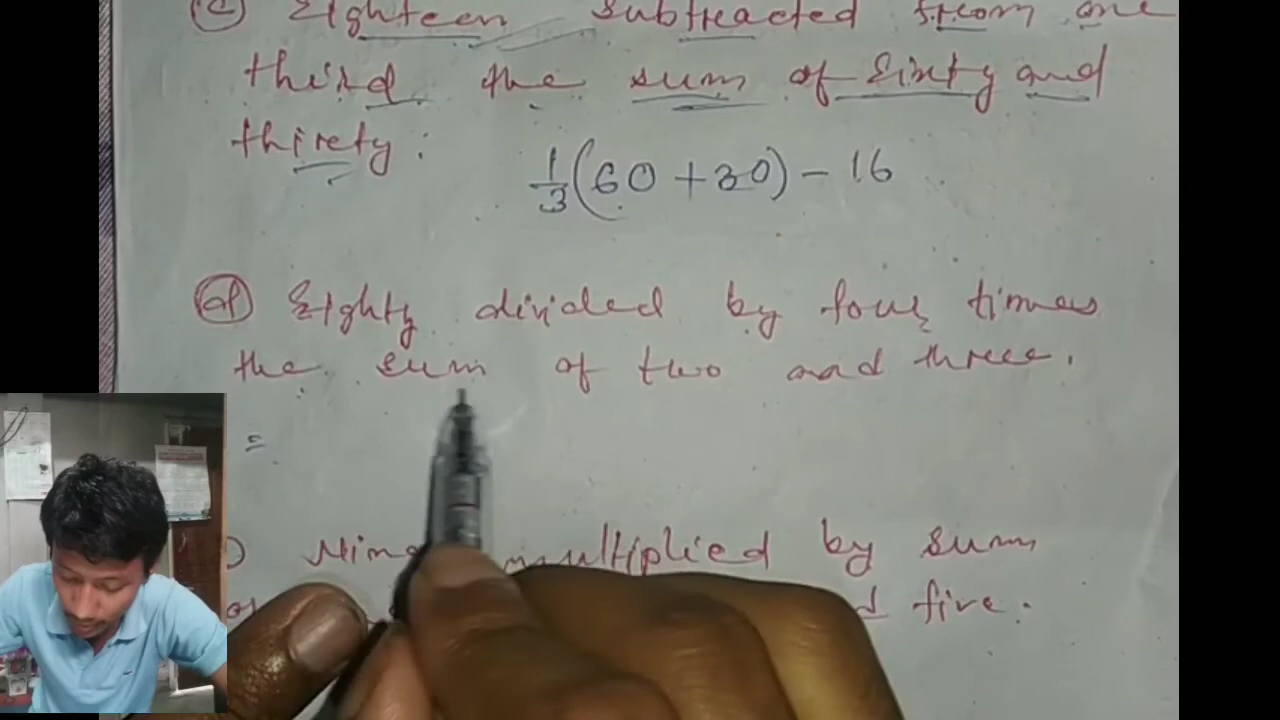 (c) Eighteen subtracted from one
third the sum of Sixty and
thirety :
1/3 (60 + 30) - 16
(d) Eighty divided by four times
the sum of two and three.
=
multiplied by sum
five.